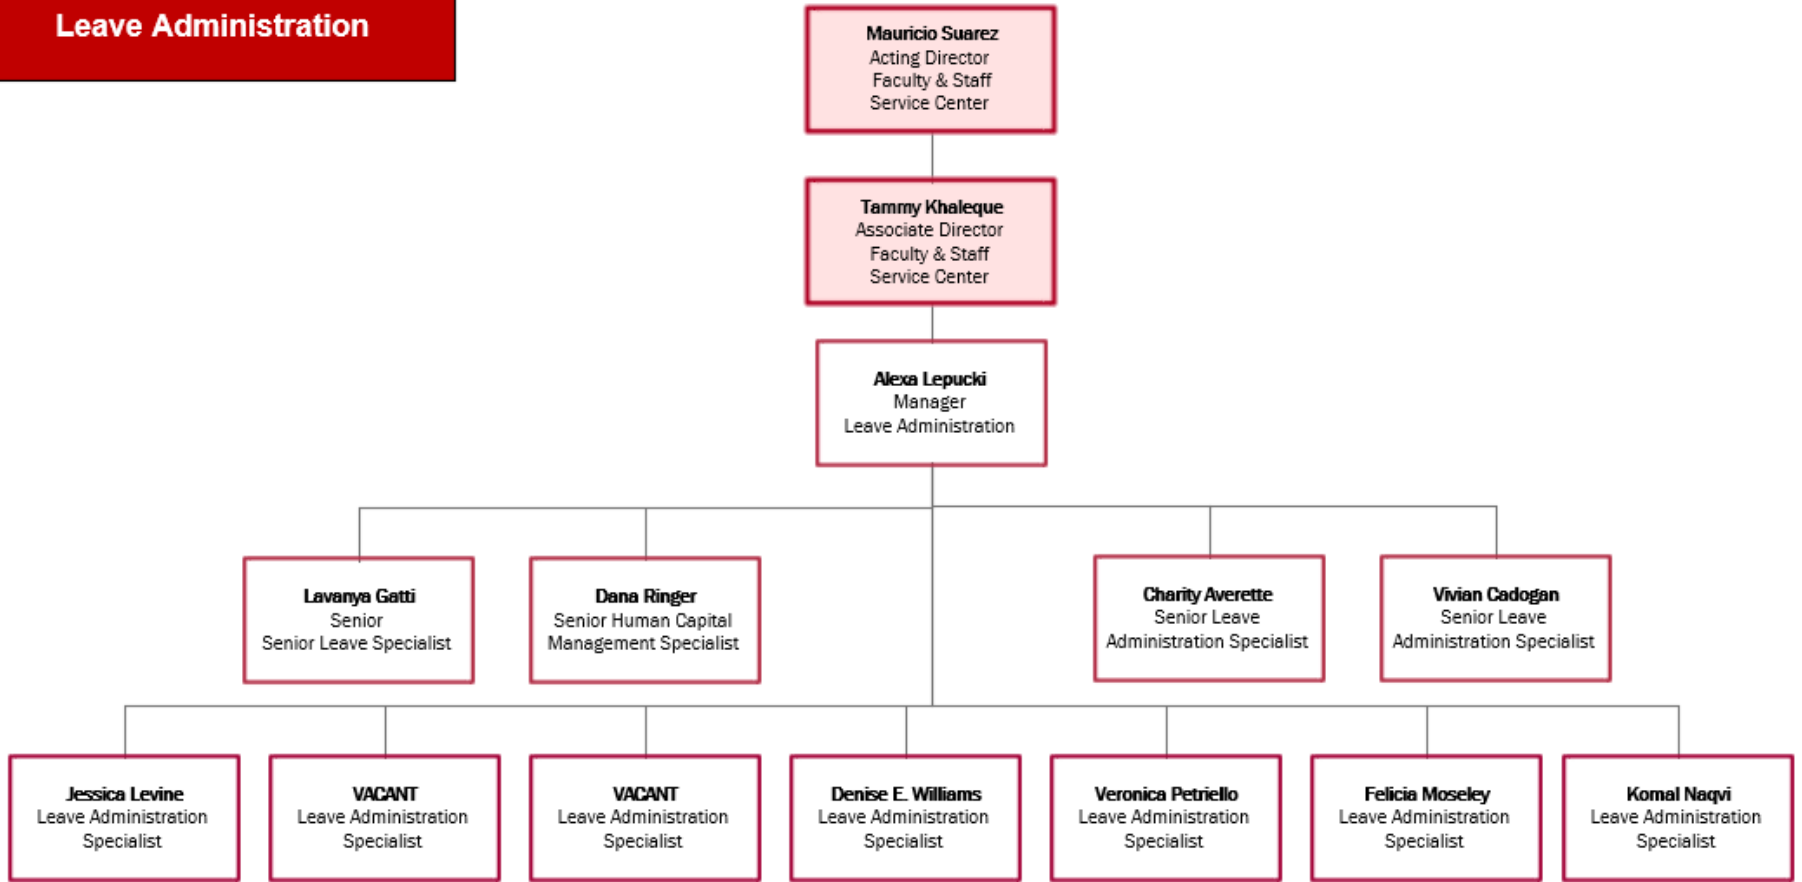 Leave Administration
Mauricio Suarez
Acting Director
Faculty & Staff
Service Center
Tammy Khaleque
Associate Director
Faculty & Staff
Service Center
Alexa Lepucki
Manager
Leave Administration
Lavanya Gatti
Senior
Senior Leave Specialist
Dana Ringer
Senior Human Capital
Management Specialist
Charity Averette
Senior Leave
Administration Specialist
Vivian Cadogan
Senior Leave
Administration Specialist
Jessica Levine
Leave Administration
Specialist
VACANT
Leave Administration
Specialist
VACANT
Leave Administration
Specialist
Denise E. Williams
Leave Administration
Specialist
Veronica Petriello
Leave Administration
Specialist
Felicia Moseley
Leave Administration
Specialist
Komal Naqvi
Leave Administration
Specialist